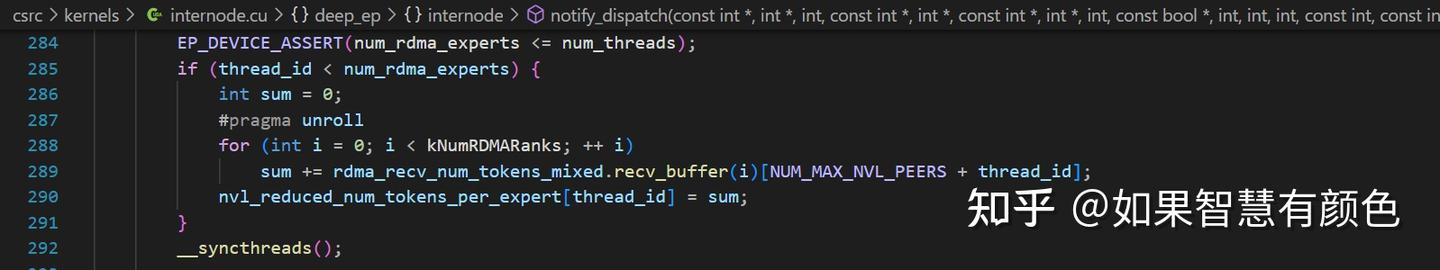 csrc > kernels > internode.cu > {} deep_ep > {} internode > notify_dispatch(const int *, int *, int, const int *, int *, const int *, int *, int, const bool *, int, int, int, const int, const in
284 EP_DEVICE_ASSERT(num_rdma_experts <= num_threads);
285 if (thread_id < num_rdma_experts) {
286 int sum = 0;
287 #pragma unroll
288 for (int i = 0; i < kNumRDMARanks; ++ i)
289 sum += rdma_recv_num_tokens_mixed.recv_buffer(i)[NUM_MAX_NVL_PEERS + thread_id];
290 nvl_reduced_num_tokens_per_expert[thread_id] = sum;
291 }
292 __syncthreads();
知乎 @如果智慧有颜色